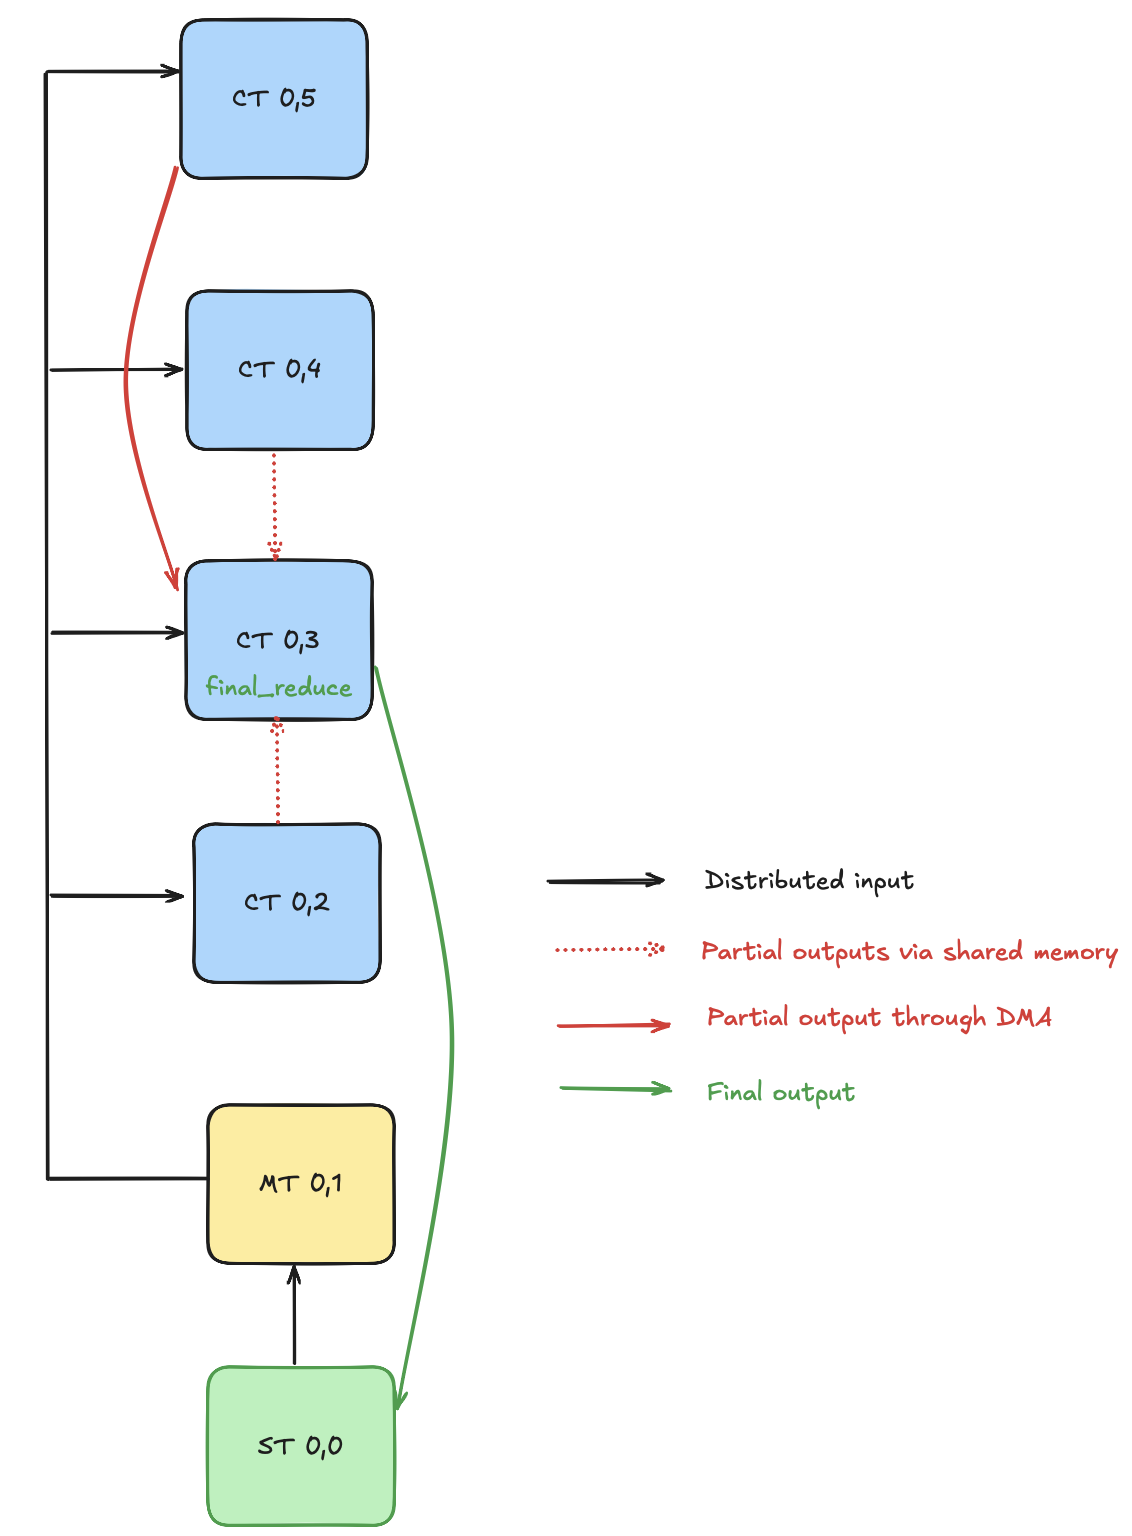 CT 0,5
CT 0,4
CT 0,3
final_reduce
CT 0,2
Distributed input
Partial outputs via shared memory
Partial output through DMA
Final output
MT 0,1
ST 0,0